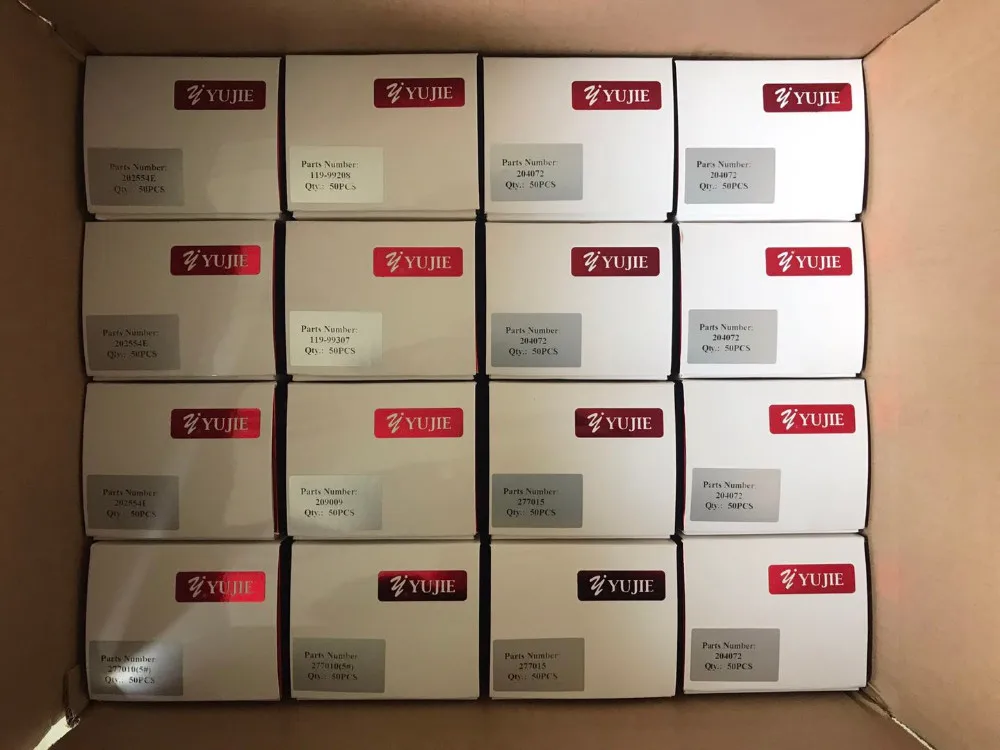 YUJIE
Parts Number:
202554E
Qty.: 50PCS
YUJIE
Parts Number:
119-99208
Qty.: 50PCS
YUJIE
Parts Number:
204072
Qty.: 50PCS
YUJIE
Parts Number:
204072
Qty.: 50PCS
YUJIE
Parts Number:
202554E
Qty.: 50PCS
YUJIE
Parts Number:
119-99307
Qty.: 50PCS
YUJIE
Parts Number:
204072
Qty.: 50PCS
YUJIE
Parts Number:
204072
Qty.: 50PCS
YUJIE
Parts Number:
202554E
Qty.: 50PCS
YUJIE
Parts Number:
209009
Qty.: 50PCS
YUJIE
Parts Number:
277015
Qty.: 50PCS
YUJIE
Parts Number:
204072
Qty.: 50PCS
YUJIE
Parts Number:
277010(5#)
Qty.: 50PCS
YUJIE
Parts Number:
277010(5#)
Qty.: 50PCS
YUJIE
Parts Number:
277015
Qty.: 50PCS
YUJIE
Parts Number:
204072
Qty.: 50PCS